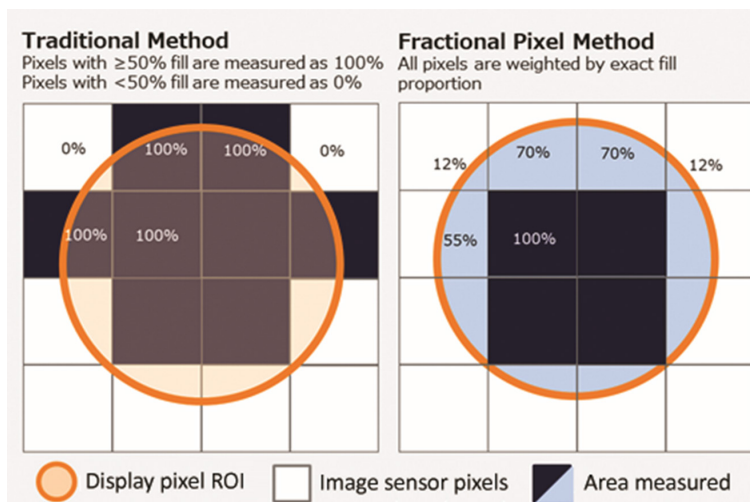 Traditional Method
Pixels with ≥50% fill are measured as 100%
Pixels with <50% fill are measured as 0%
0%
100%
100%
0%
100%
100%
Fractional Pixel Method
All pixels are weighted by exact fill
proportion
12%
70%
70%
12%
55%
100%
Display pixel ROI
Image sensor pixels
Area measured